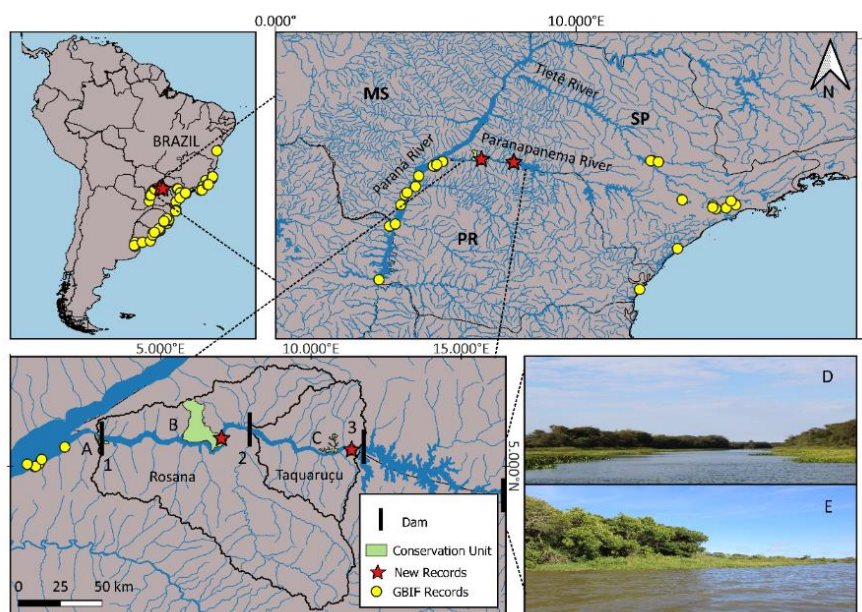 0.000° 10.000°E
BRAZIL
MS
Tietê River
SP
N
Paraná River
Paranapanema River
PR
5.000°E 10.000°E 15.000°E
A
1
B
2
C
3
Rosana
Taquaruçu
0 25 50 km
Dam
Conservation Unit
New Records
GBIF Records
5.000°N
D
E